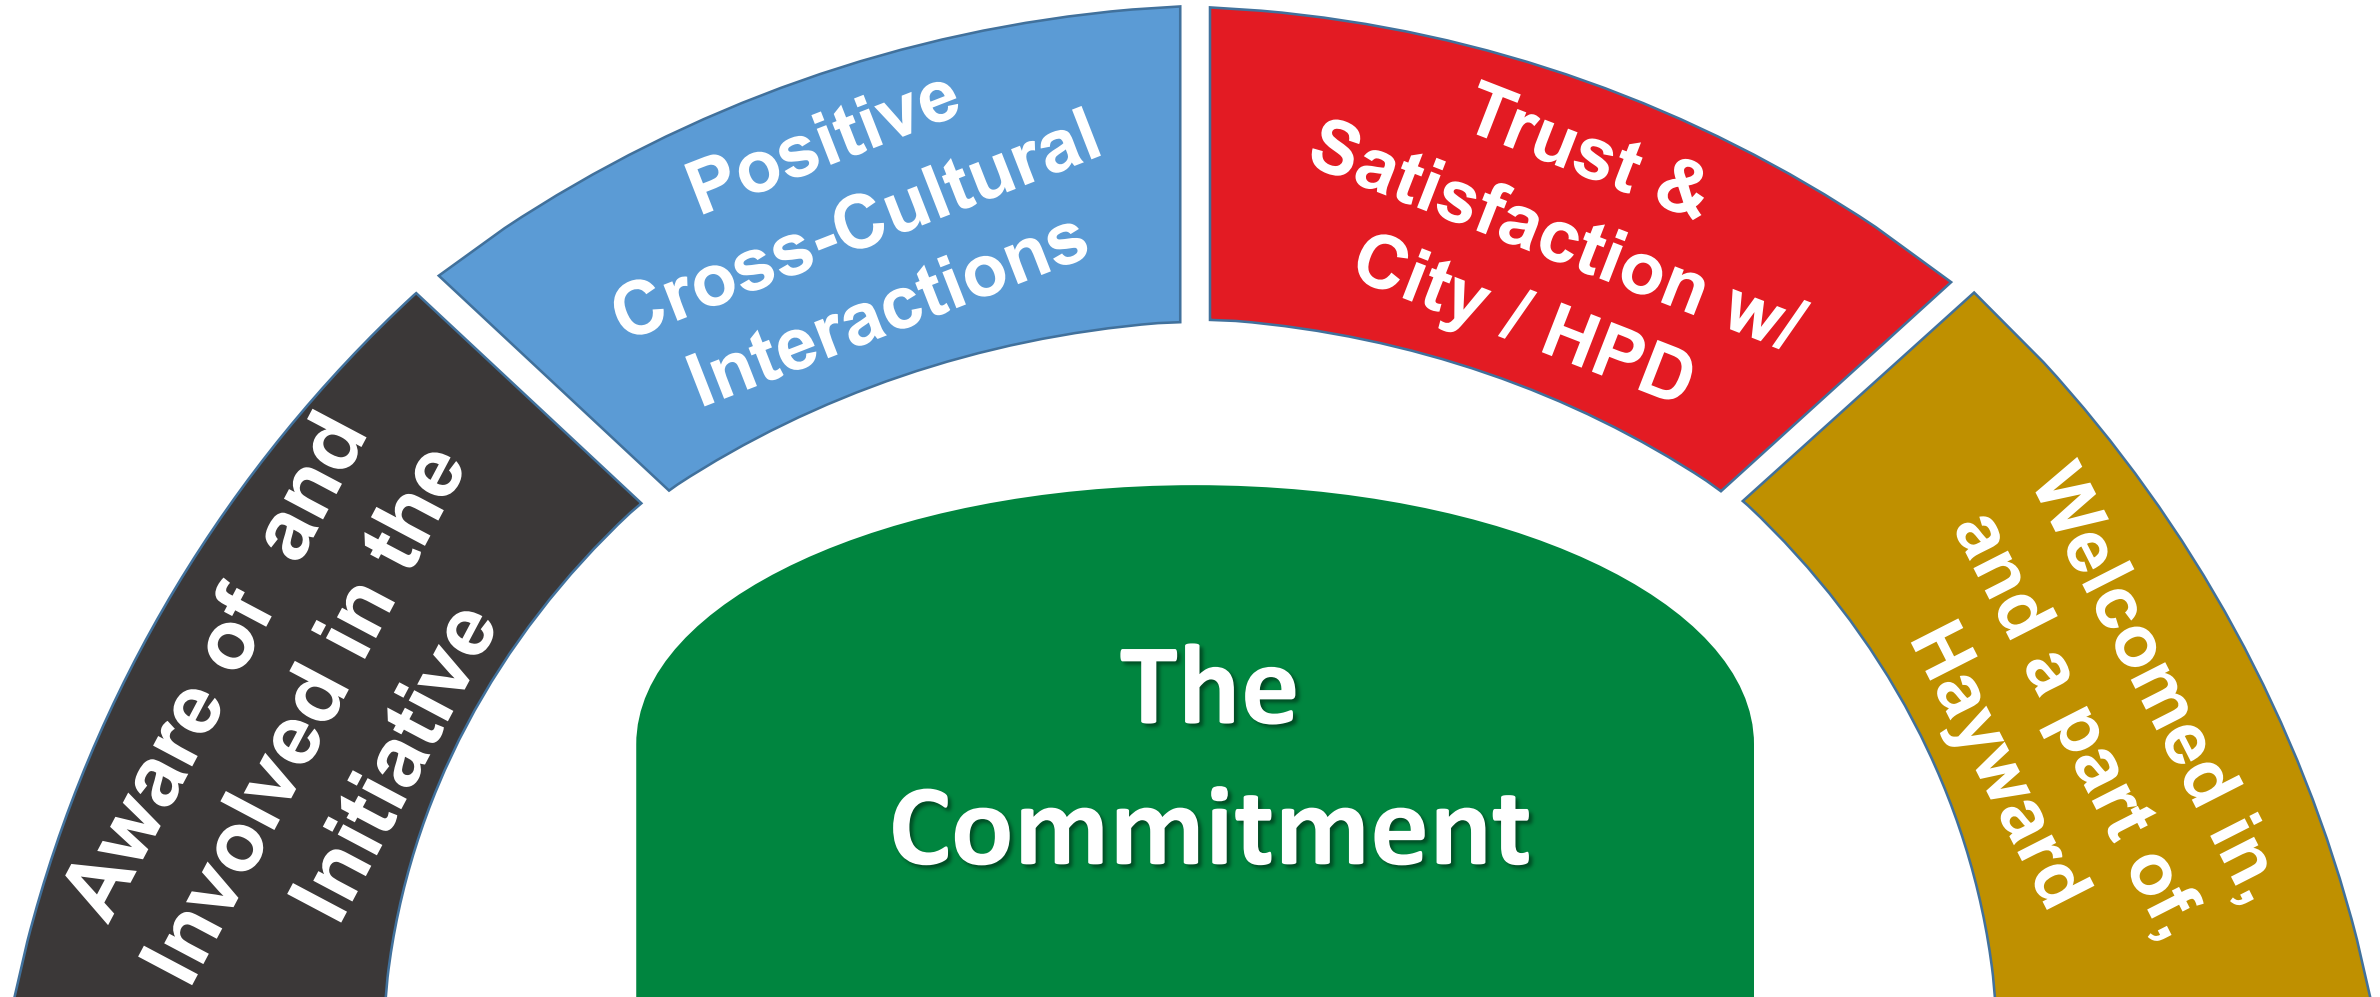 Aware of and
Involved in the
Initiative
Positive
Cross-Cultural
Interactions
Trust &
Satisfaction w/
City / HPD
Welcomed in,
and a part of,
Hayward
The
Commitment